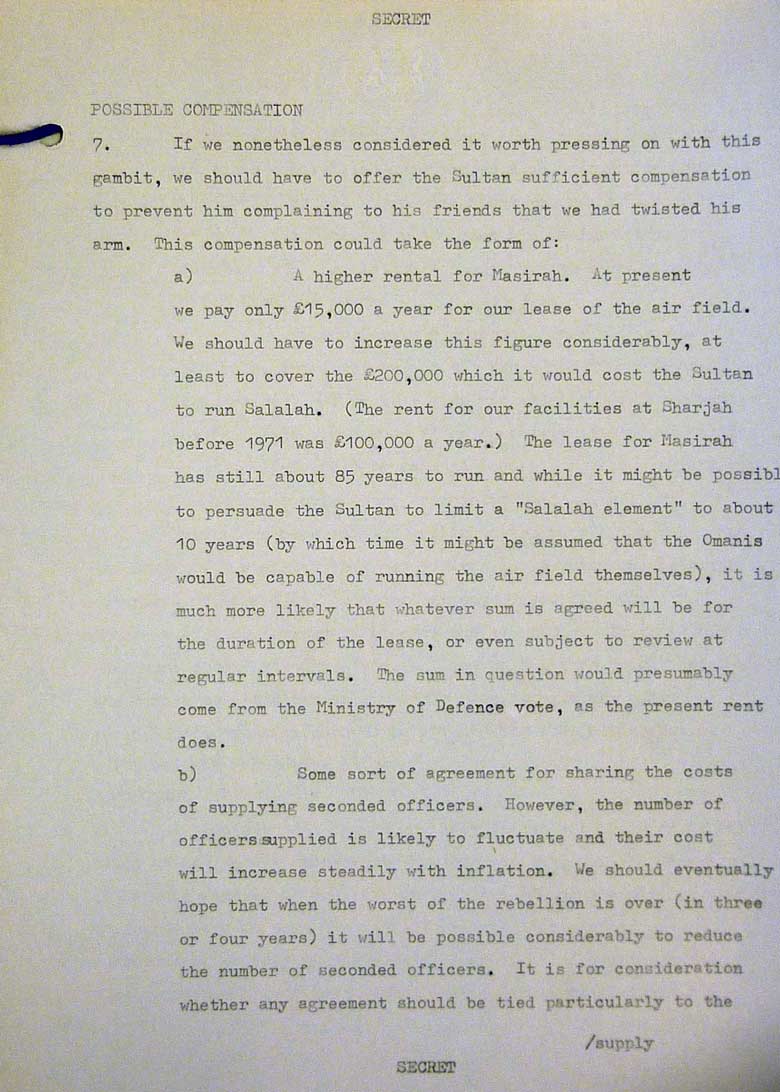 SECRET
POSSIBLE COMPENSATION
7. If we nonetheless considered it worth pressing on with this
gambit, we should have to offer the Sultan sufficient compensation
to prevent him complaining to his friends that we had twisted his
arm. This compensation could take the form of:
a) A higher rental for Masirah. At present
we pay only £15,000 a year for our lease of the air field.
We should have to increase this figure considerably, at
least to cover the £200,000 which it would cost the Sultan
to run Salalah. (The rent for our facilities at Sharjah
before 1971 was £100,000 a year.) The lease for Masirah
has still about 85 years to run and while it might be possibl
to persuade the Sultan to limit a "Salalah element" to about
10 years (by which time it might be assumed that the Omanis
would be capable of running the air field themselves), it is
much more likely that whatever sum is agreed will be for
the duration of the lease, or even subject to review at
regular intervals. The sum in question would presumably
come from the Ministry of Defence vote, as the present rent
does.
b) Some sort of agreement for sharing the costs
of supplying seconded officers. However, the number of
officers supplied is likely to fluctuate and their cost
will increase steadily with inflation. We should eventually
hope that when the worst of the rebellion is over (in three
or four years) it will be possible considerably to reduce
the number of seconded officers. It is for consideration
whether any agreement should be tied particularly to the
/supply
SECRET